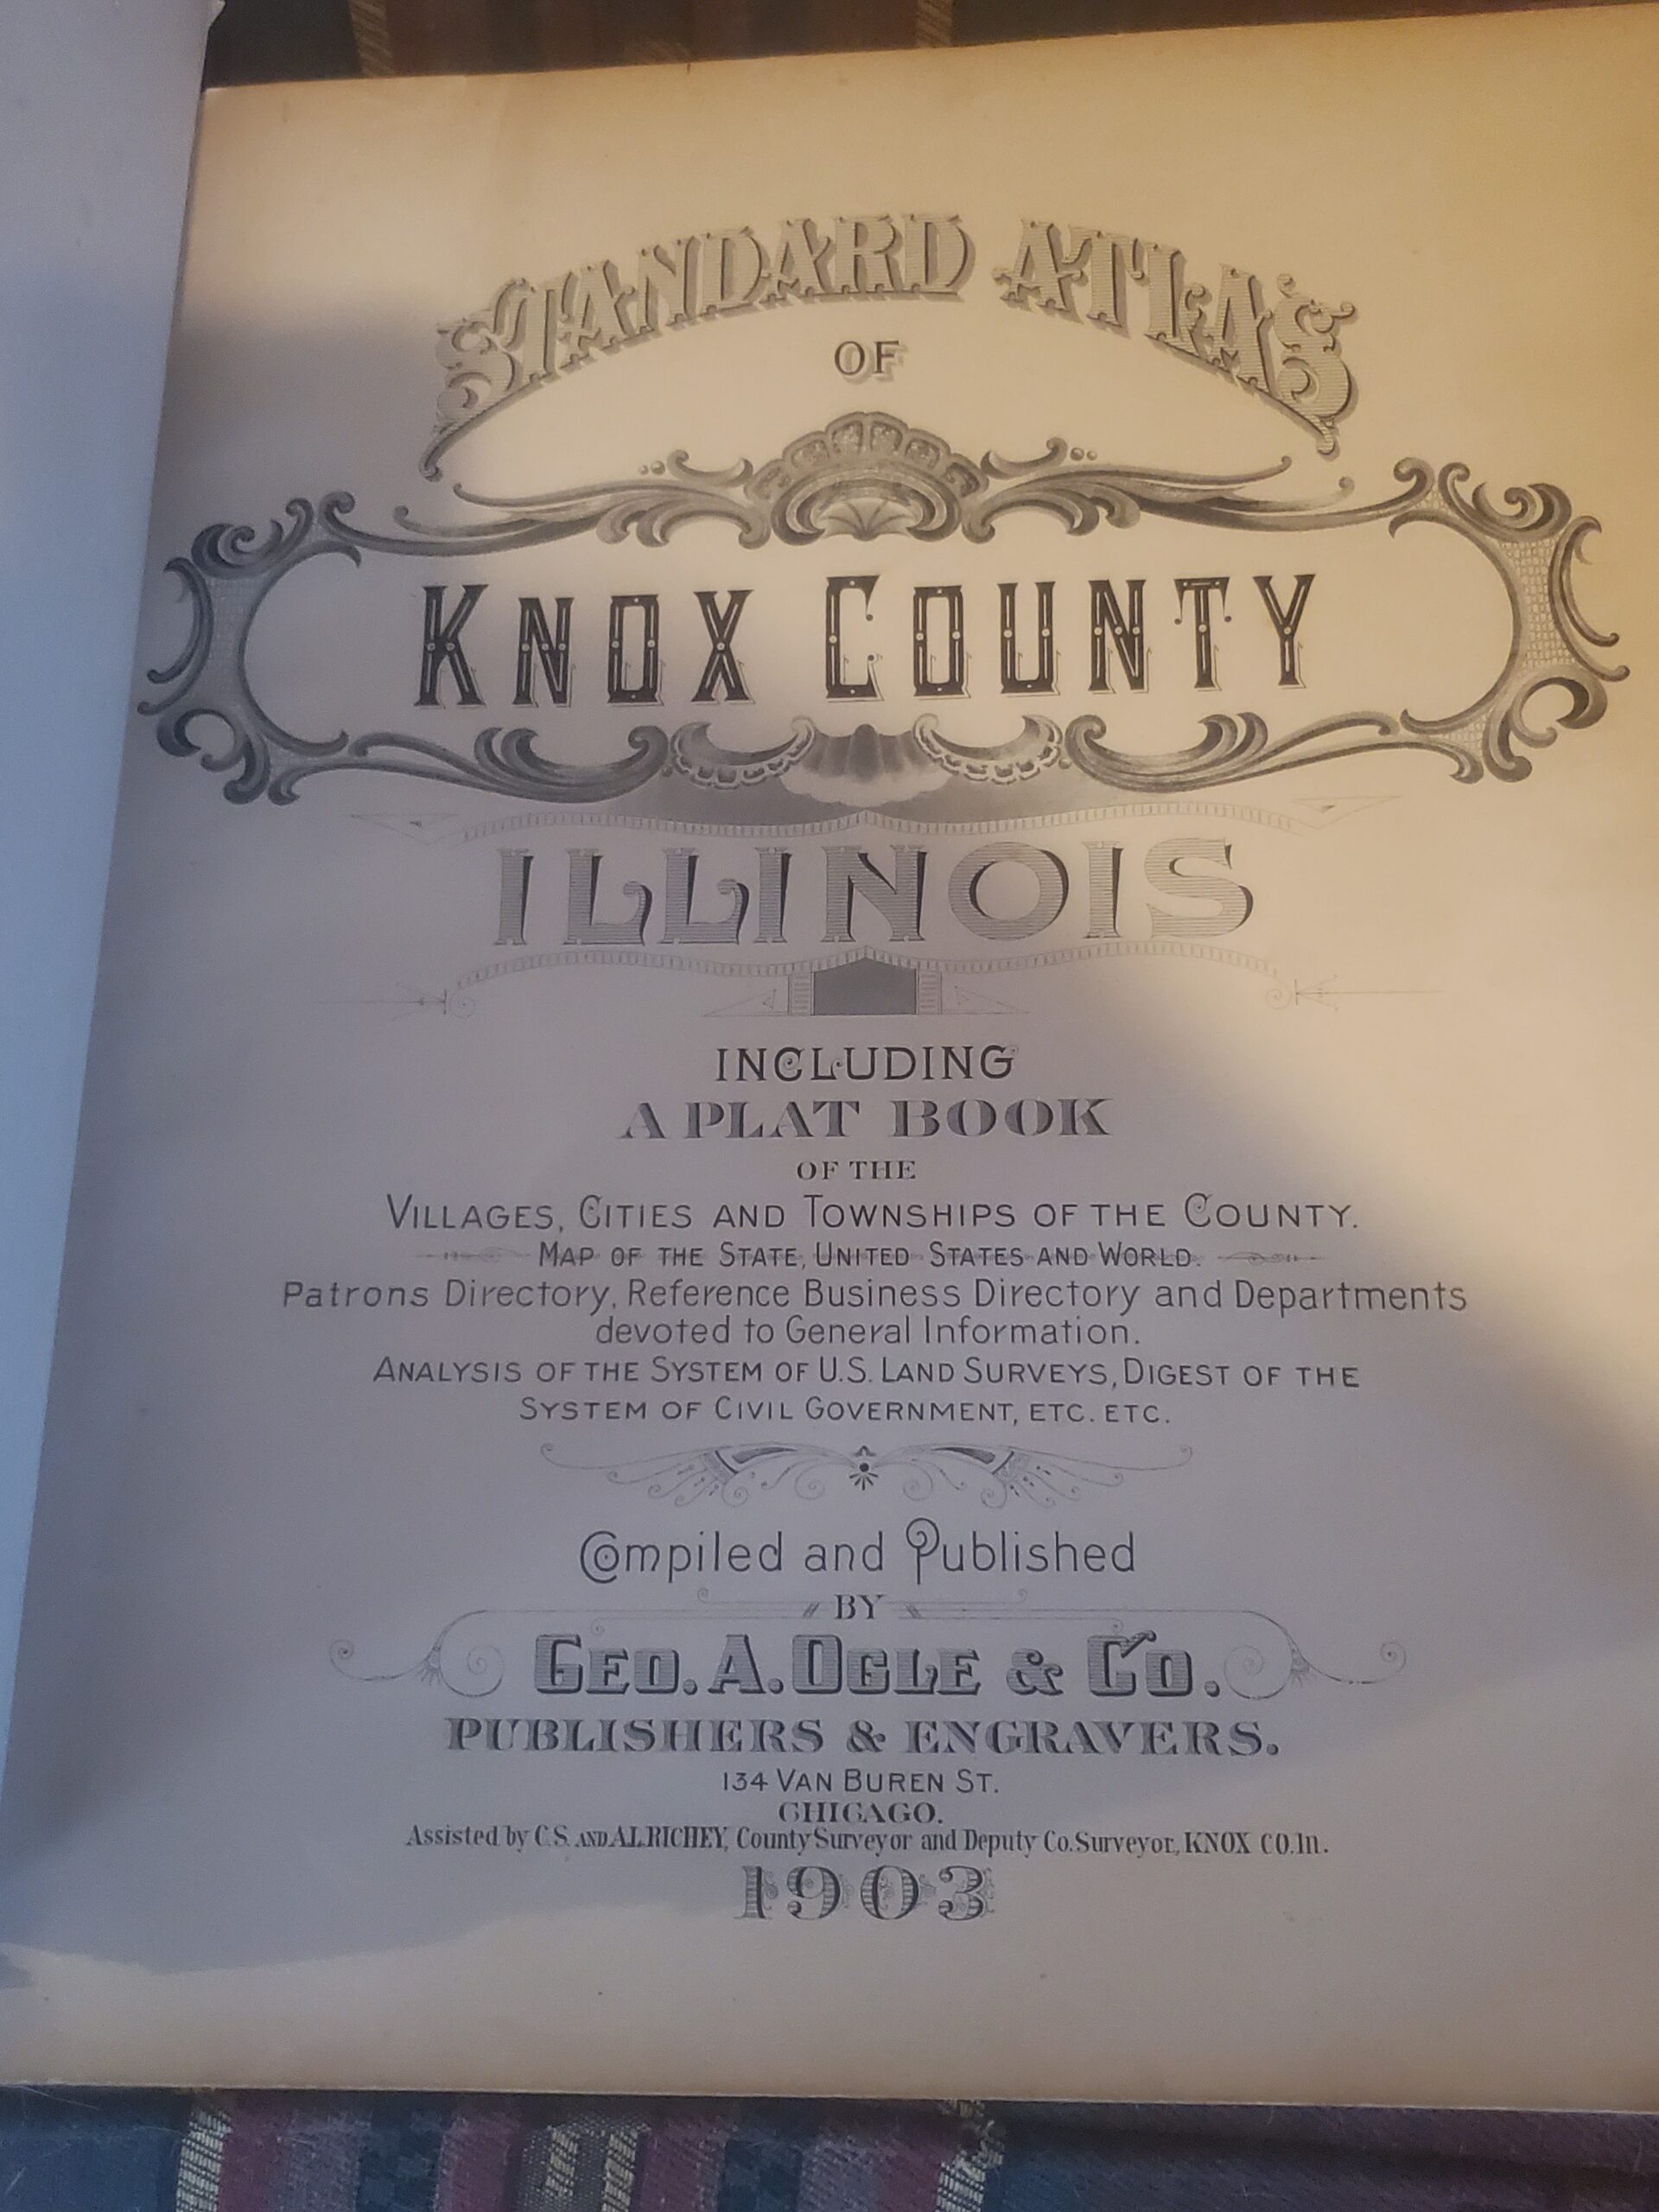 STANDARD ATLAS
OF
KNOX COUNTY
ILLINOIS
INCLUDING
A PLAT BOOK
OF THE
VILLAGES, CITIES AND TOWNSHIPS OF THE COUNTY.
MAP OF THE STATE, UNITED STATES AND WORLD.
Patrons Directory, Reference Business Directory and Departments
devoted to General Information.
ANALYSIS OF THE SYSTEM OF U.S. LAND SURVEYS, DIGEST OF THE
SYSTEM OF CIVIL GOVERNMENT, ETC. ETC.
Compiled and Published
BY
GEO. A. OGLE & CO.
PUBLISHERS & ENGRAVERS.
134 VAN BUREN ST.
CHICAGO.
Assisted by C.S. AND A.L. RICHEY, County Surveyor and Deputy Co. Surveyor, KNOX CO. Ill.
1903